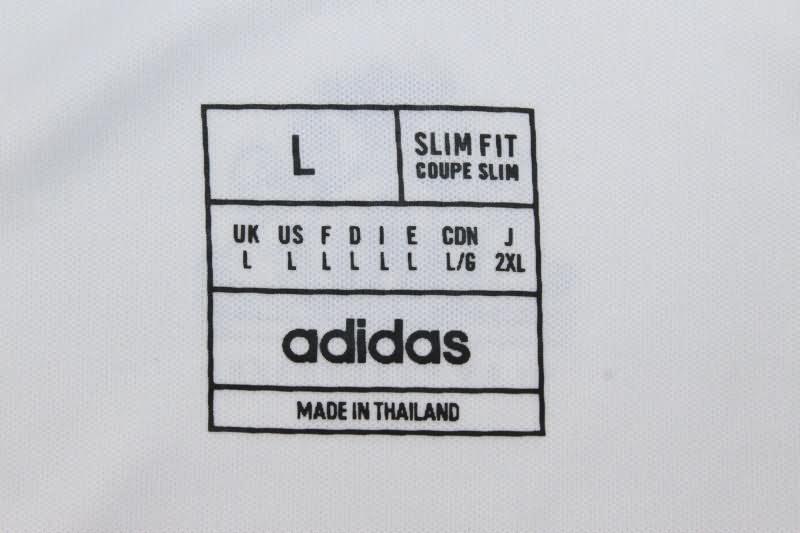 L
SLIM FIT
COUPE SLIM
UK US F D I E CDN J
L L L L L L L/G 2XL
adidas
MADE IN THAILAND